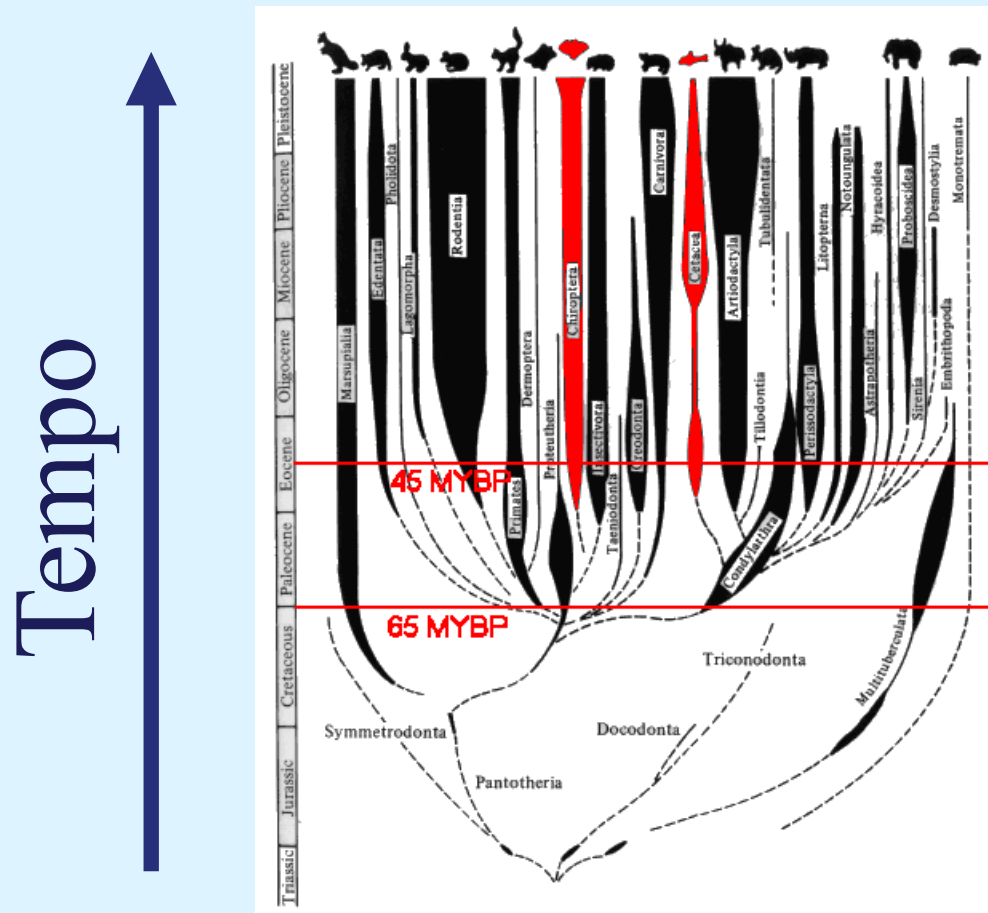 Tempo
Pleistocene
Pliocene
Miocene
Oligocene
Eocene
Paleocene
Cretaceous
Jurassic
Triassic
Marsupialia
Edentata
Pholidota
Lagomorpha
Rodentia
Primates
Dermoptera
Proteutheria
Chiroptera
Insectivora
Taeniodonta
Creodonta
Carnivora
Cetacea
Artiodactyla
Tillodontia
Tubulidentata
Condylarthra
Perissodactyla
Litopterna
Notoungulata
Astrapotheria
Hyracoidea
Proboscidea
Sirenia
Desmostylia
Embrithopoda
Monotremata
45 MYBP
65 MYBP
Multituberculata
Triconodonta
Symmetrodonta
Docodonta
Pantotheria